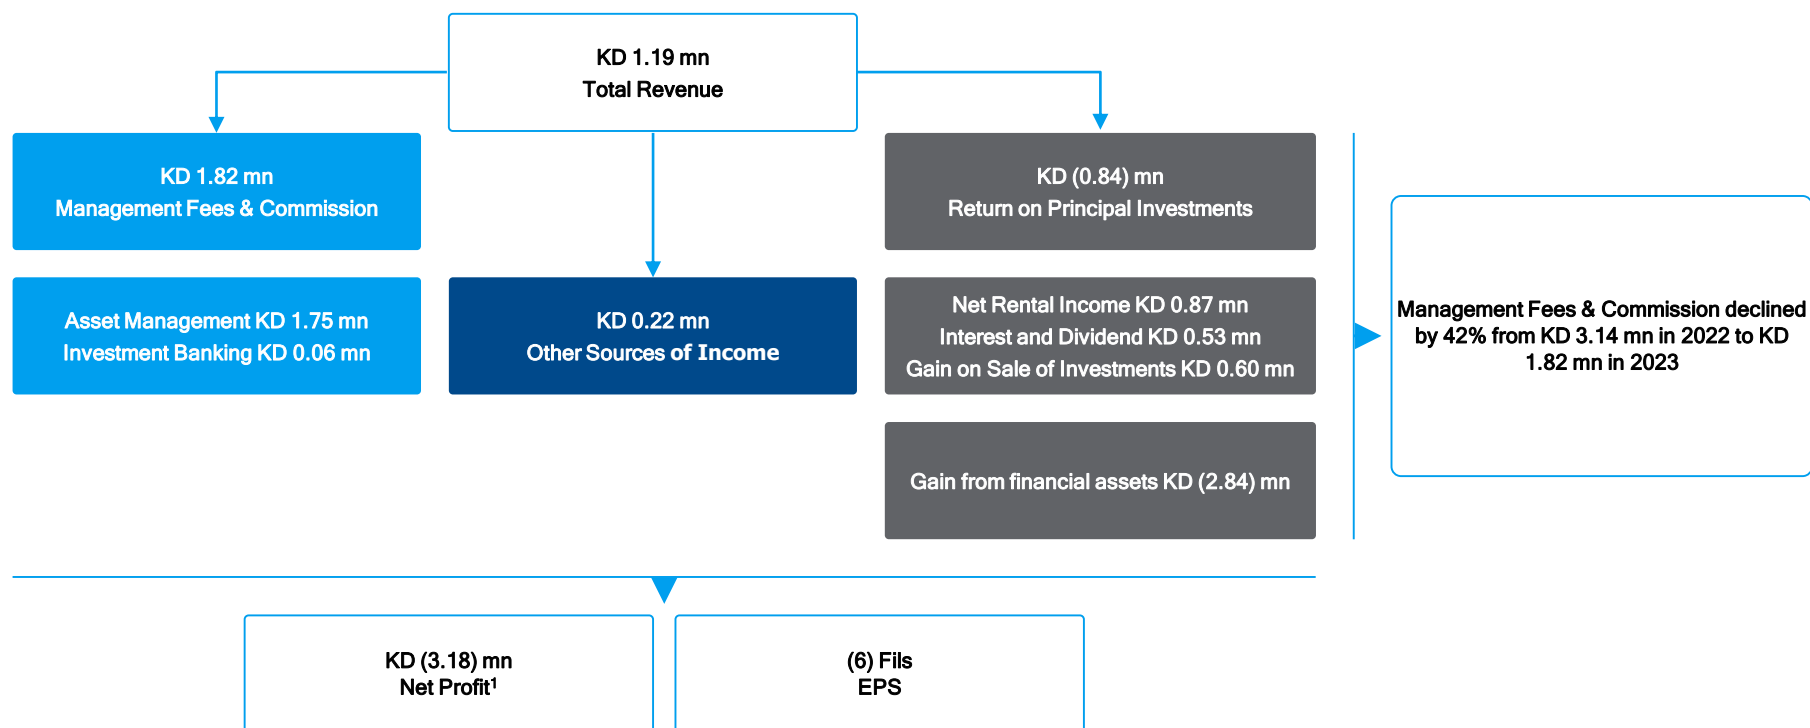 KD 1.19 mn
Total Revenue
KD 1.82 mn
Management Fees & Commission
KD (0.84) mn
Return on Principal Investments
Asset Management KD 1.75 mn
Investment Banking KD 0.06 mn
KD 0.22 mn
Other Sources of Income
Net Rental Income KD 0.87 mn
Interest and Dividend KD 0.53 mn
Gain on Sale of Investments KD 0.60 mn
Gain from financial assets KD (2.84) mn
Management Fees & Commission declined
by 42% from KD 3.14 mn in 2022 to KD
1.82 mn in 2023
KD (3.18) mn
Net Profit¹
(6) Fils
EPS